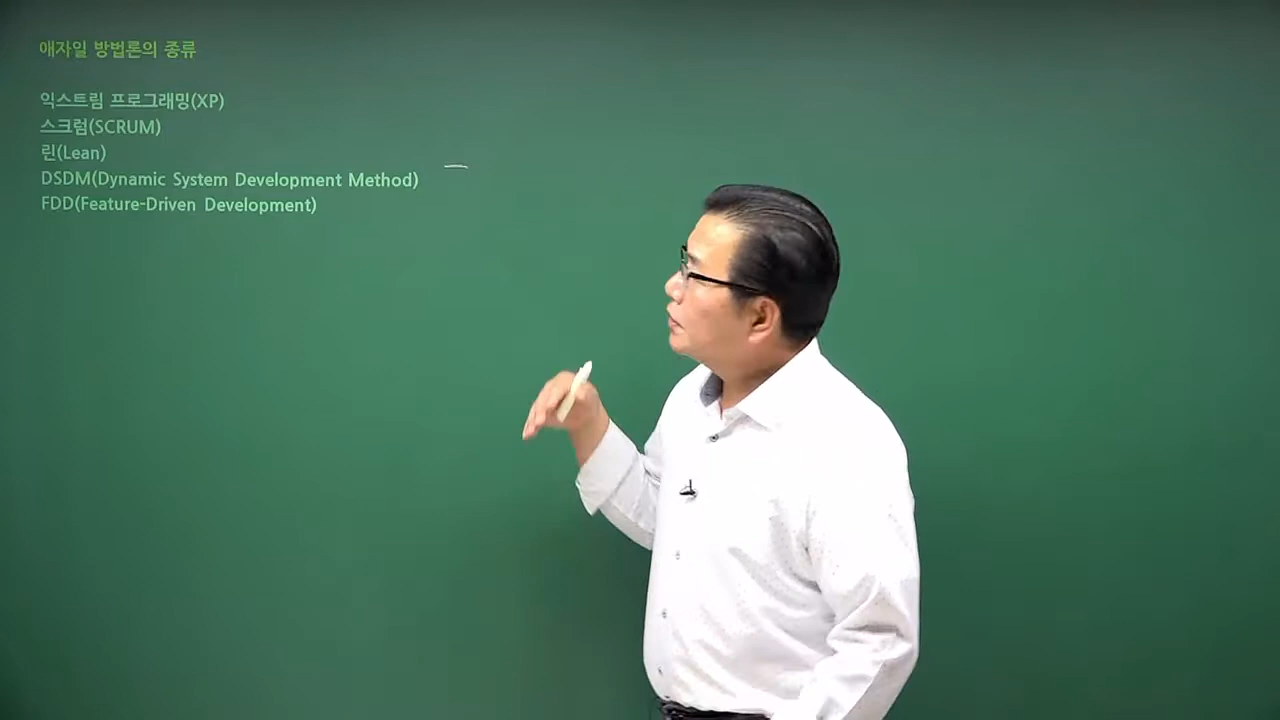 애자일 방법론의 종류
익스트림 프로그래밍(XP)
스크럼(SCRUM)
린(Lean)
DSDM(Dynamic System Development Method)
FDD(Feature-Driven Development)